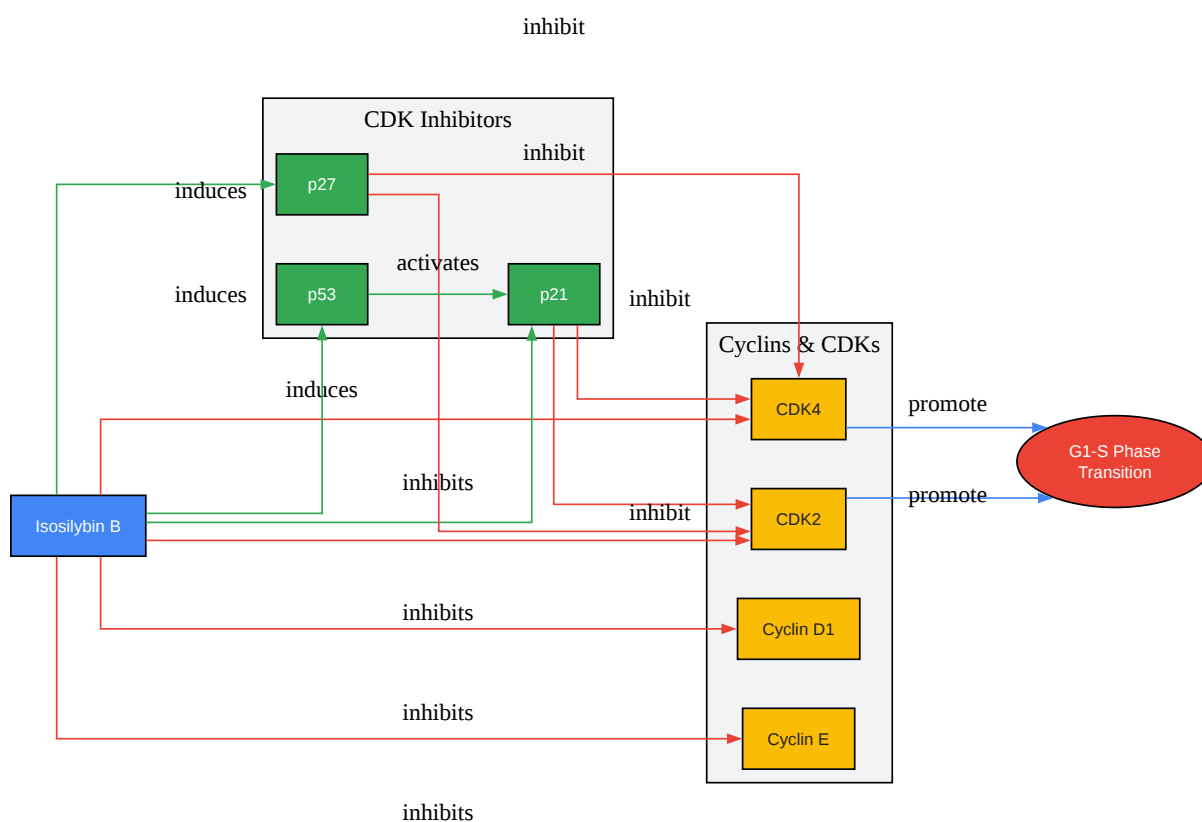 inhibit
CDK Inhibitors
inhibit
p27
induces
activates
p53
induces
p21
inhibit
Cyclins & CDKs
induces
CDK4
promote
G1-S Phase
Transition
inhibits
promote
inhibit
CDK2
Isosilybin B
inhibits
Cyclin D1
inhibits
Cyclin E
inhibits